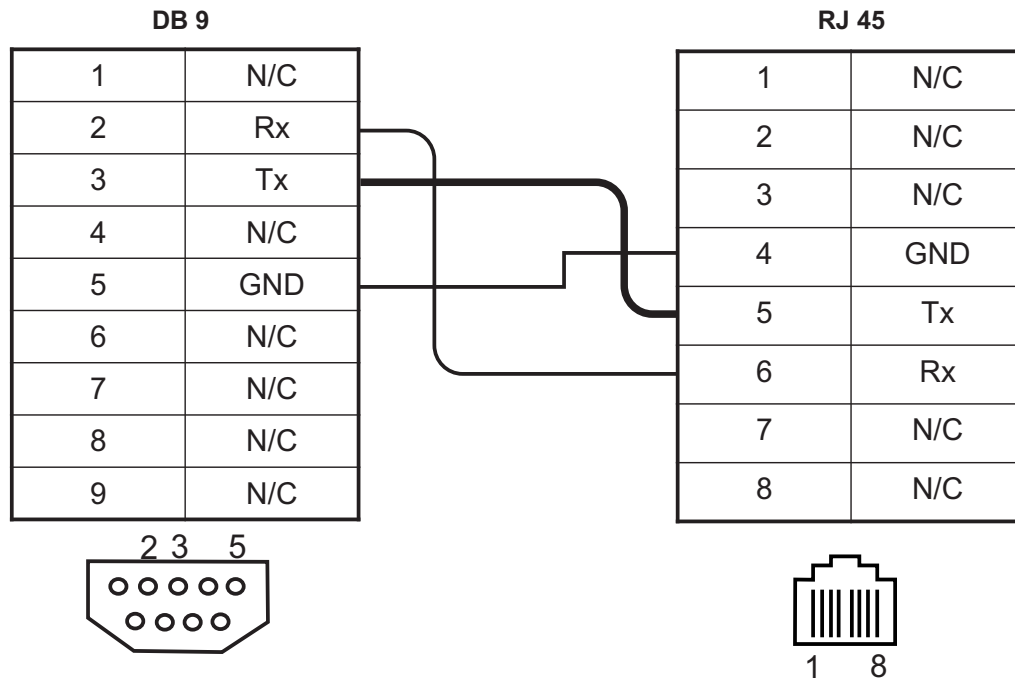 DB 9
1 N/C
2 Rx
3 Tx
4 N/C
5 GND
6 N/C
7 N/C
8 N/C
9 N/C
2 3 5
RJ 45
1 N/C
2 N/C
3 N/C
4 GND
5 Tx
6 Rx
7 N/C
8 N/C
1 8